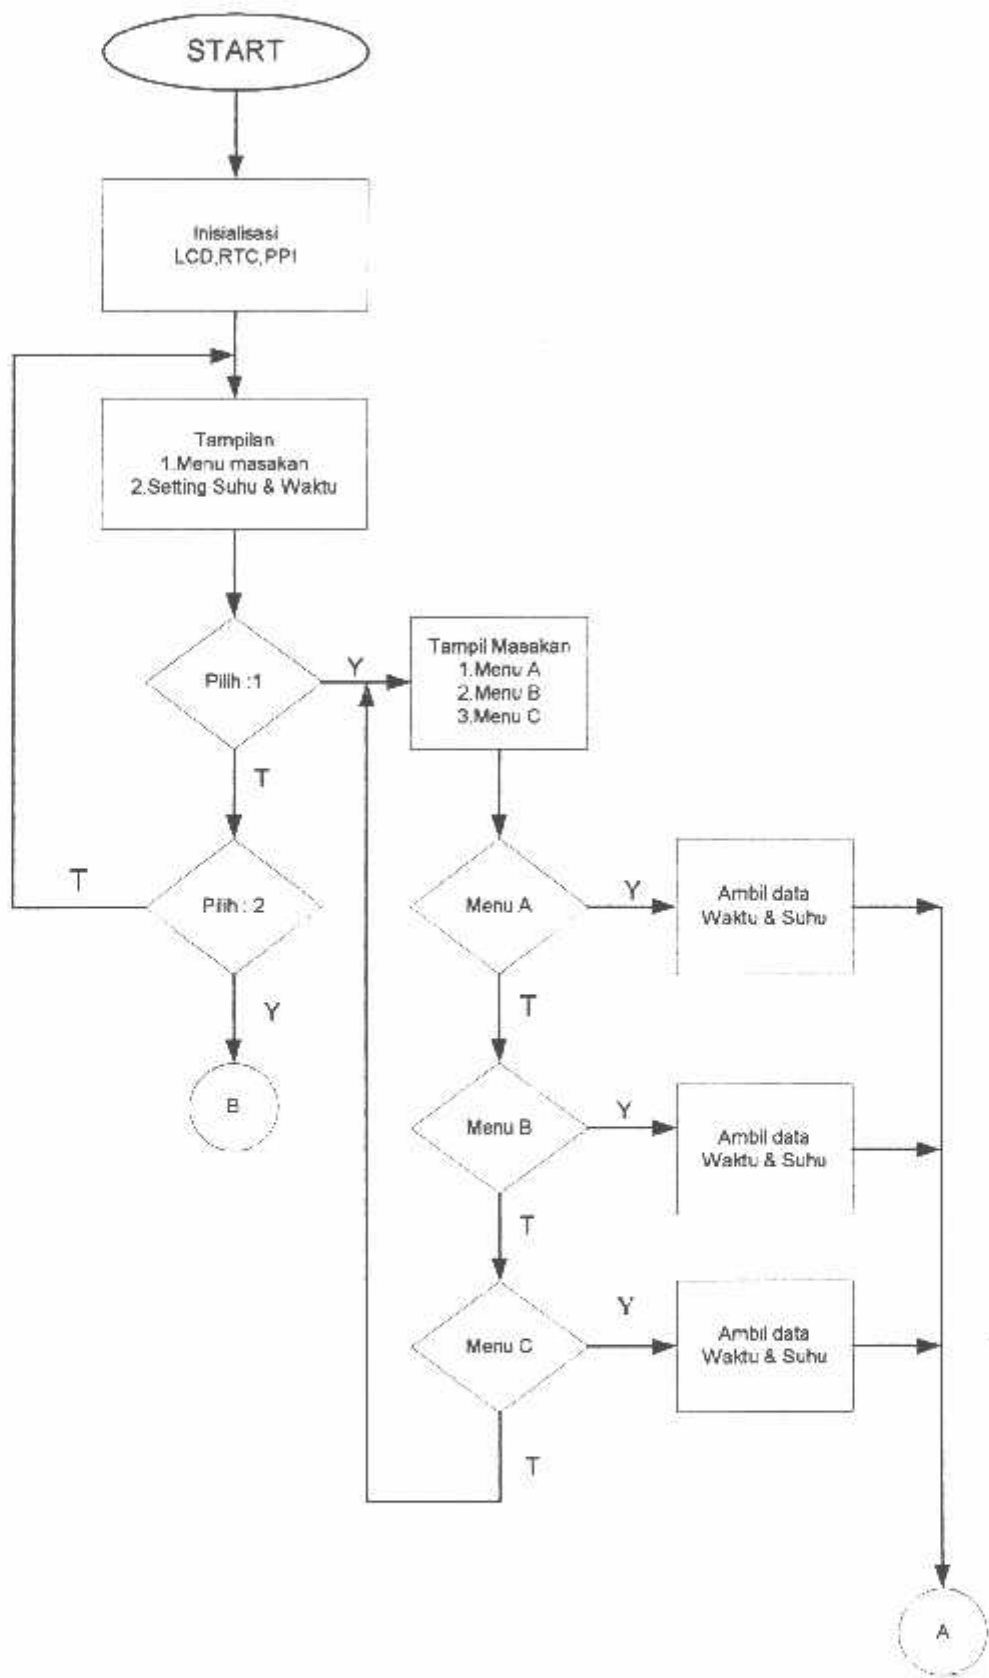 START
Inisialisasi
LCD,RTC,PPI
Tampilan
1.Menu masakan
2.Setting Suhu & Waktu
Pilih :1
Y
T
Tampil Masakan
1.Menu A
2.Menu B
3.Menu C
Pilih : 2
T
Y
B
Menu A
Y
T
Ambil data
Waktu & Suhu
Menu B
Y
T
Ambil data
Waktu & Suhu
Menu C
Y
T
Ambil data
Waktu & Suhu
A